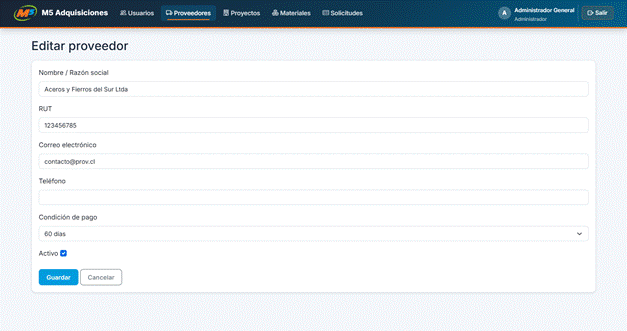 M5 M5 Adquisiciones Usuarios Proveedores Proyectos Materiales Solicitudes A Administrador General Salir
Administrador
Editar proveedor
Nombre / Razón social
Aceros y Fierros del Sur Ltda
RUT
123456785
Correo electrónico
contacto@prov.cl
Teléfono
Condición de pago
60 días
Activo
Guardar Cancelar